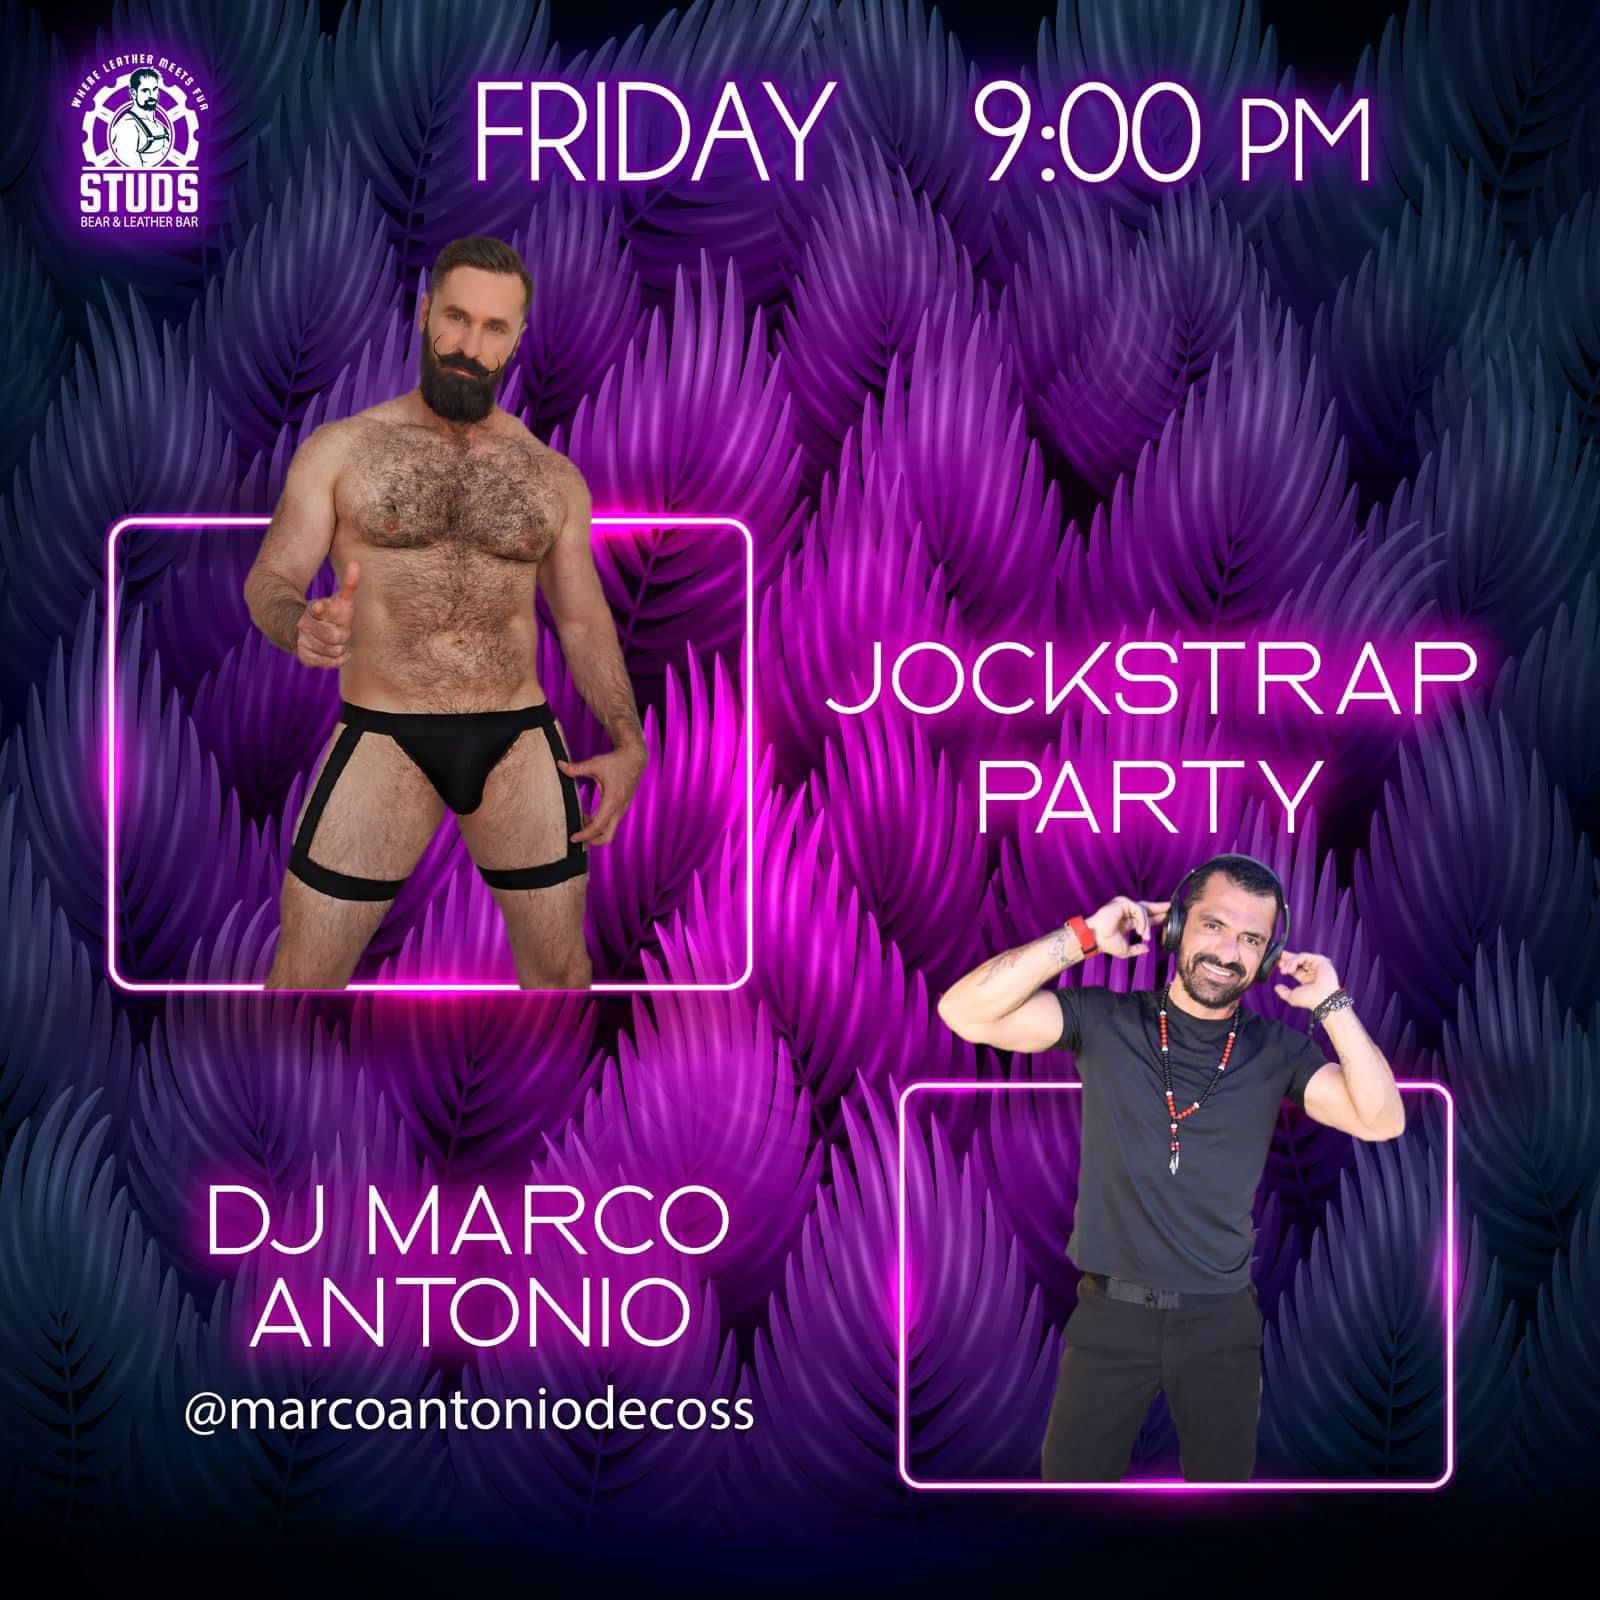 WHERE LEATHER MEETS FUR
STUDS
BEAR & LEATHER BAR
FRIDAY 9:00 PM
JOCKSTRAP
PARTY
DJ MARCO
ANTONIO
@marcoantoniodecoss